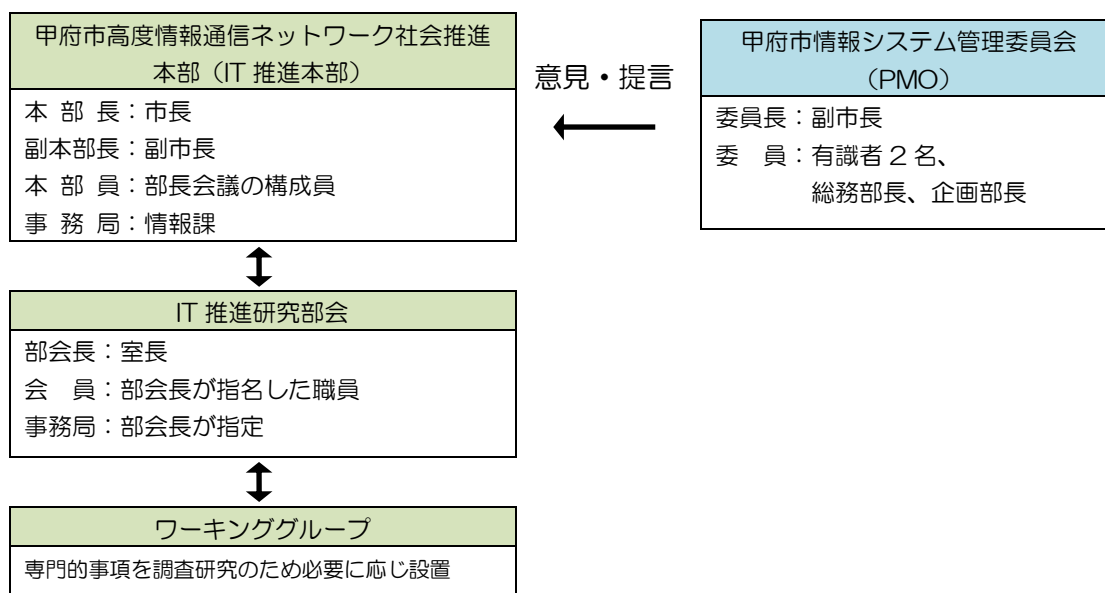 甲府市高度情報通信ネットワーク社会推進
本部（IT 推進本部）
本 部 長：市長
副本部長：副市長
本 部 員：部長会議の構成員
事 務 局：情報課
意見・提言
甲府市情報システム管理委員会
（PMO）
委員長：副市長
委　員：有識者２名、
総務部長、企画部長
IT 推進研究部会
部会長：室長
会　員：部会長が指名した職員
事務局：部会長が指定
ワーキンググループ
専門的事項を調査研究のため必要に応じ設置